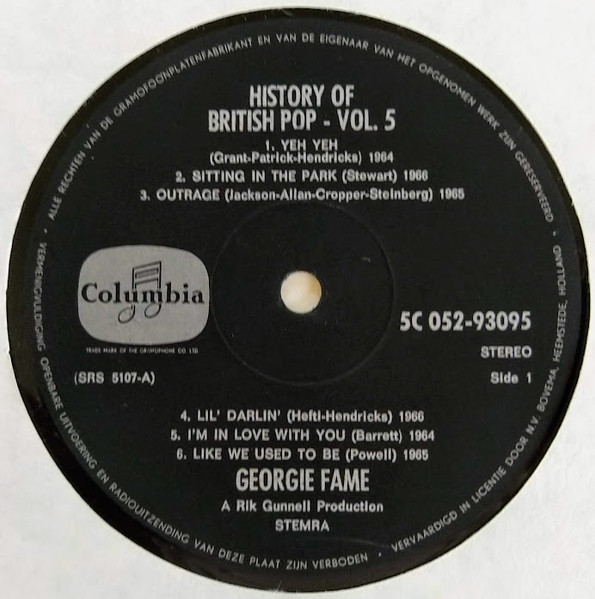 HISTORY OF
BRITISH POP - VOL. 5
1. YEH YEH
(Grant-Patrick-Hendricks) 1964
2. SITTING IN THE PARK (Stewart) 1966
3. OUTRAGE (Jackson-Allan-Cropper-Steinberg) 1965
Columbia
TRADE MARK OF THE GRAMOPHONE CO. LTD.
5C 052-93095
STEREO
(SRS 5107-A)
Side 1
4. LIL' DARLIN' (Hefti-Hendricks) 1966
5. I'M IN LOVE WITH YOU (Barrett) 1964
6. LIKE WE USED TO BE (Powell) 1965
GEORGIE FAME
A Rik Gunnell Production
STEMRA
• ALLE RECHTEN VAN DE GRAMOFOONPLATENFABRIKANT EN VAN DE EIGENAAR VAN HET OPGENOMEN WERK ZIJN GERESERVEERD •
VERMENIGVULDIGING OPENBARE UITVOERING EN RADIOUITZENDING VAN DEZE PLAAT ZIJN VERBODEN • VERVAARDIGD IN LICENTIE DOOR N.V. BOVEMA, HEEMSTEDE, HOLLAND